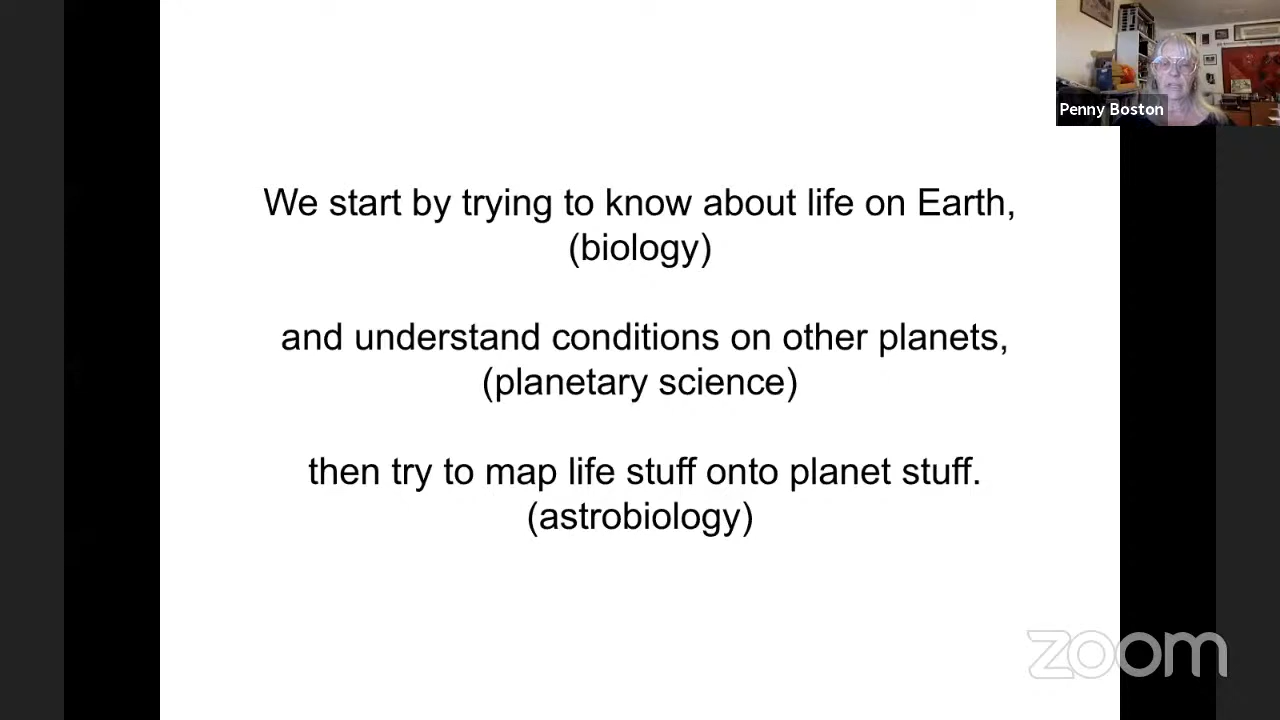 Penny Boston
We start by trying to know about life on Earth,
(biology)
and understand conditions on other planets,
(planetary science)
then try to map life stuff onto planet stuff.
(astrobiology)
zoom